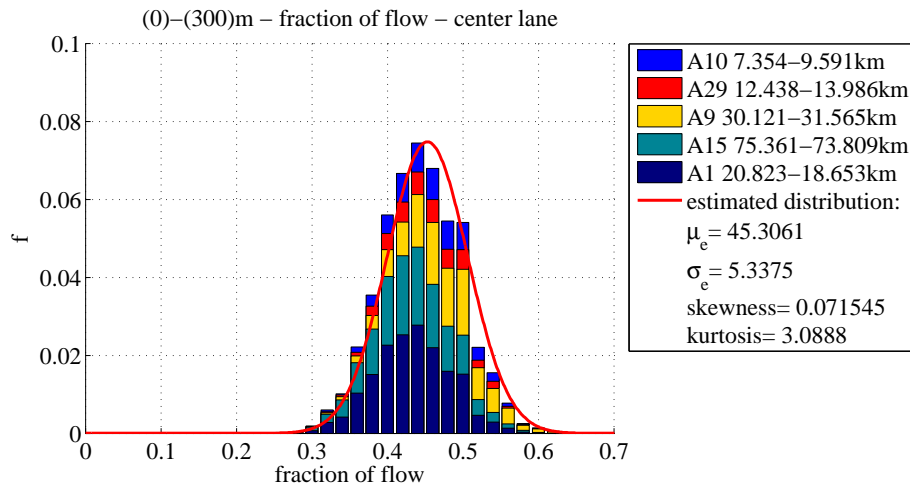 (0)–(300)m – fraction of flow – center lane
0.1
0.08
0.06
0.04
0.02
0
f
0 0.1 0.2 0.3 0.4 0.5 0.6 0.7
fraction of flow
A10 7.354–9.591km
A29 12.438–13.986km
A9 30.121–31.565km
A15 75.361–73.809km
A1 20.823–18.653km
estimated distribution:
μ_e= 45.3061
σ_e= 5.3375
skewness= 0.071545
kurtosis= 3.0888